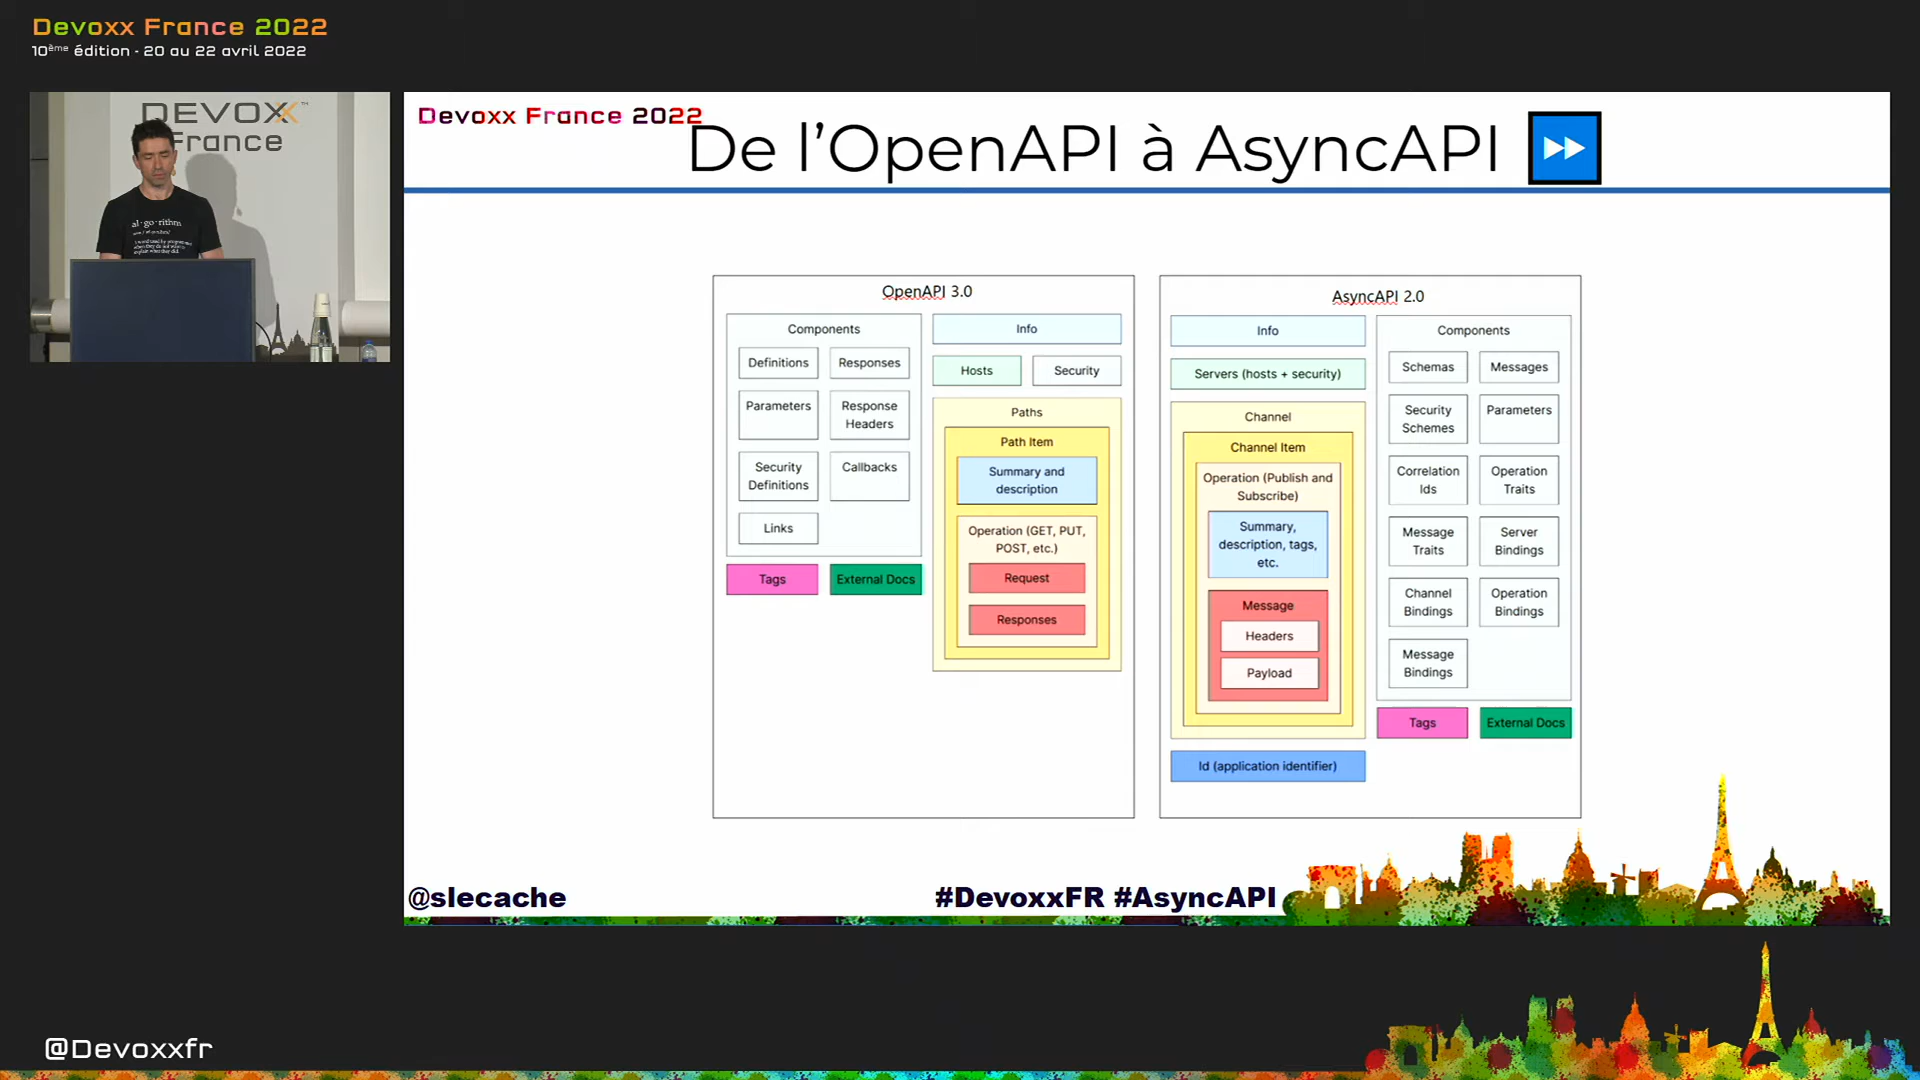 Devoxx France 2022
10ème édition - 20 au 22 avril 2022
DEVOXX
France
al·go·rithm
Devoxx France 2022
De l'OpenAPI à AsyncAPI
OpenAPI 3.0
Components
Definitions
Responses
Parameters
Response
Headers
Security
Definitions
Callbacks
Links
Tags
External Docs
Info
Hosts
Security
Paths
Path Item
Summary and
description
Operation (GET, PUT,
POST, etc.)
Request
Responses
AsyncAPI 2.0
Info
Servers (hosts + security)
Channel
Channel Item
Operation (Publish and
Subscribe)
Summary,
description, tags,
etc.
Message
Headers
Payload
Id (application identifier)
Components
Schemas
Messages
Security
Schemes
Parameters
Correlation
Ids
Operation
Traits
Message
Traits
Server
Bindings
Channel
Bindings
Operation
Bindings
Message
Bindings
Tags
External Docs
@slecache
#DevoxxFR #AsyncAPI
@Devoxxfr